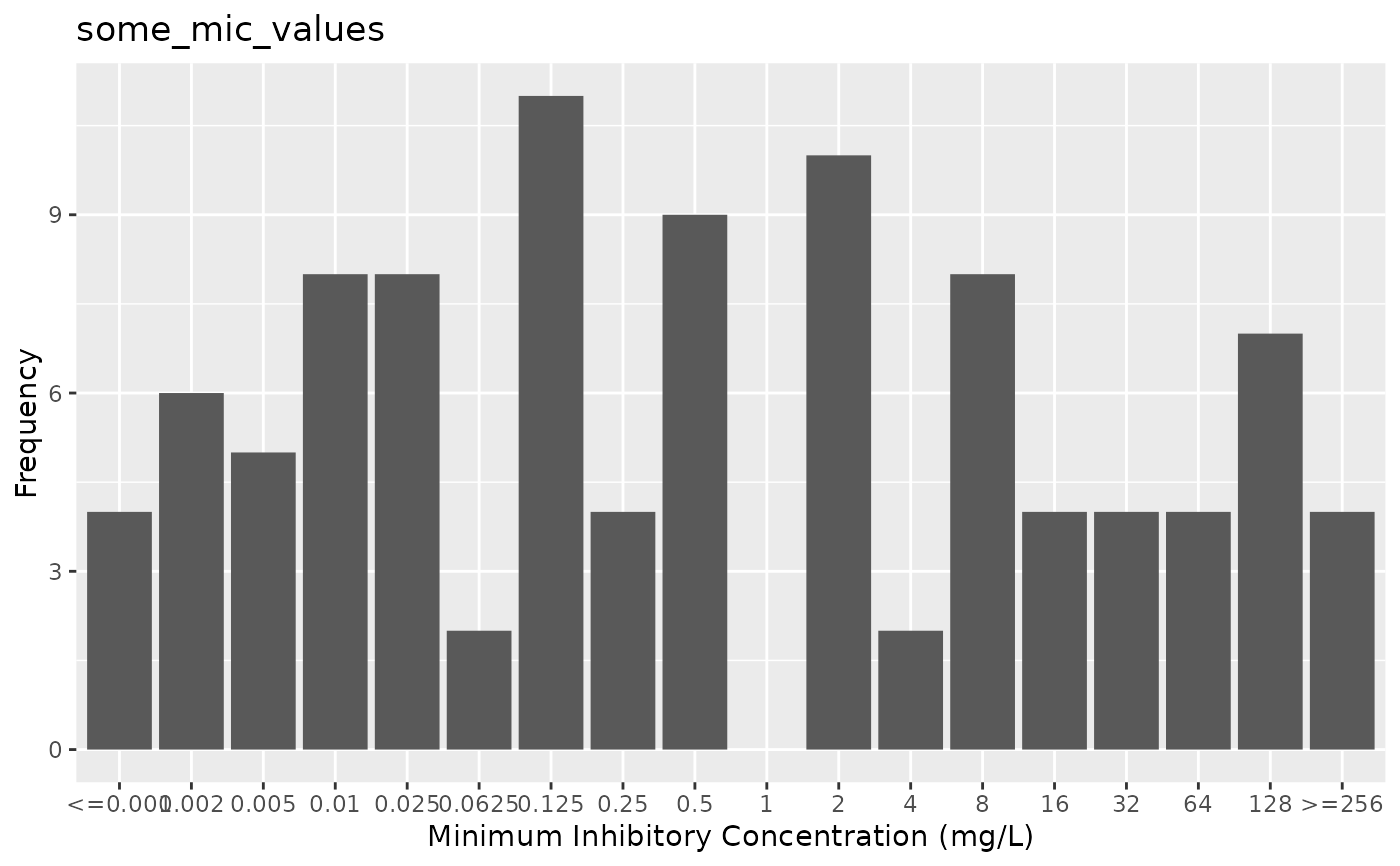 some_mic_values
Frequency
9
6
3
0
<=0.001 0.002 0.005 0.01 0.025 0.0625 0.125 0.25 0.5 1 2 4 8 16 32 64 128 >=256
Minimum Inhibitory Concentration (mg/L)